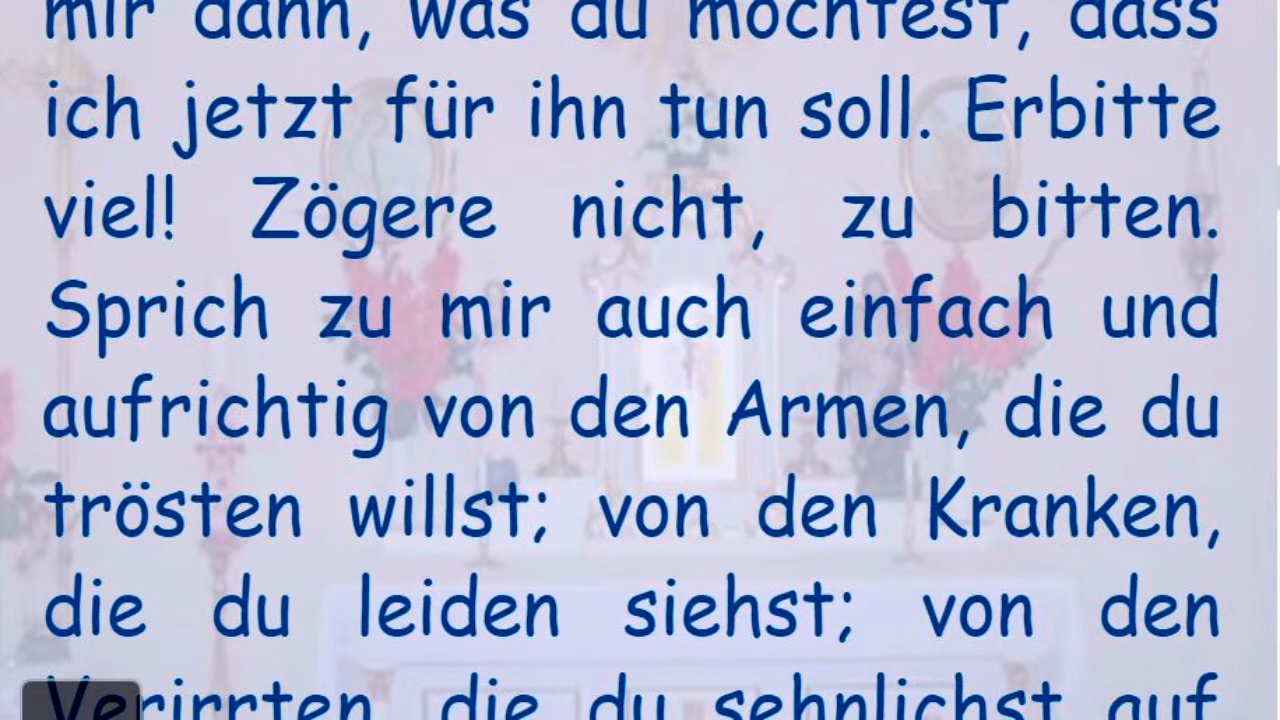 mir dann, was du möchtest, dass
ich jetzt für ihn tun soll. Erbitte
viel! Zögere nicht, zu bitten.
Sprich zu mir auch einfach und
aufrichtig von den Armen, die du
trösten willst; von den Kranken,
die du leiden siehst; von den
Verirrten, die du sehnlichst auf